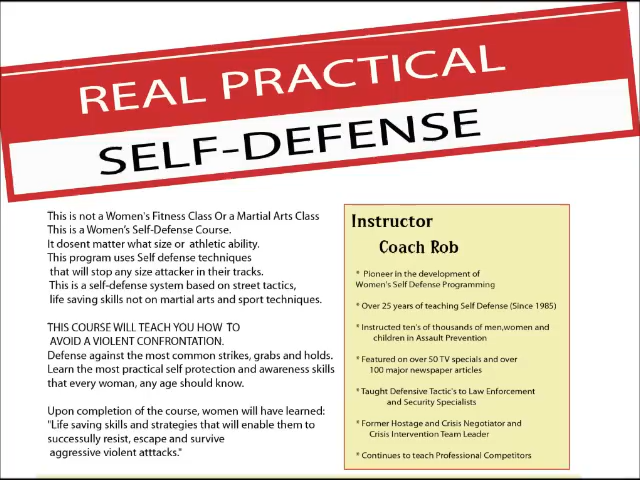 REAL PRACTICAL
SELF-DEFENSE
This is not a Women's Fitness Class Or a Martial Arts Class
This is a Women's Self-Defense Course.
It dosent matter what size or athletic ability.
This program uses Self defense techniques
that will stop any size attacker in their tracks.
This is a self-defense system based on street tactics,
life saving skills not on martial arts and sport techniques.
THIS COURSE WILL TEACH YOU HOW TO
AVOID A VIOLENT CONFRONTATION.
Defense against the most common strikes, grabs and holds.
Learn the most practical self protection and awareness skills
that every woman, any age should know.
Upon completion of the course, women will have learned:
"Life saving skills and strategies that will enable them to
successfully resist, escape and survive
aggressive violent atttacks."
Instructor
Coach Rob
* Pioneer in the development of
Women's Self Defense Programming
* Over 25 years of teaching Self Defense (Since 1985)
* Instructed ten's of thousands of men,women and
children in Assault Prevention
* Featured on over 50 TV specials and over
100 major newspaper articles
* Taught Defensive Tactic's to Law Enforcement
and Security Specialists
* Former Hostage and Crisis Negotiator and
Crisis Intervention Team Leader
* Continues to teach Professional Competitors